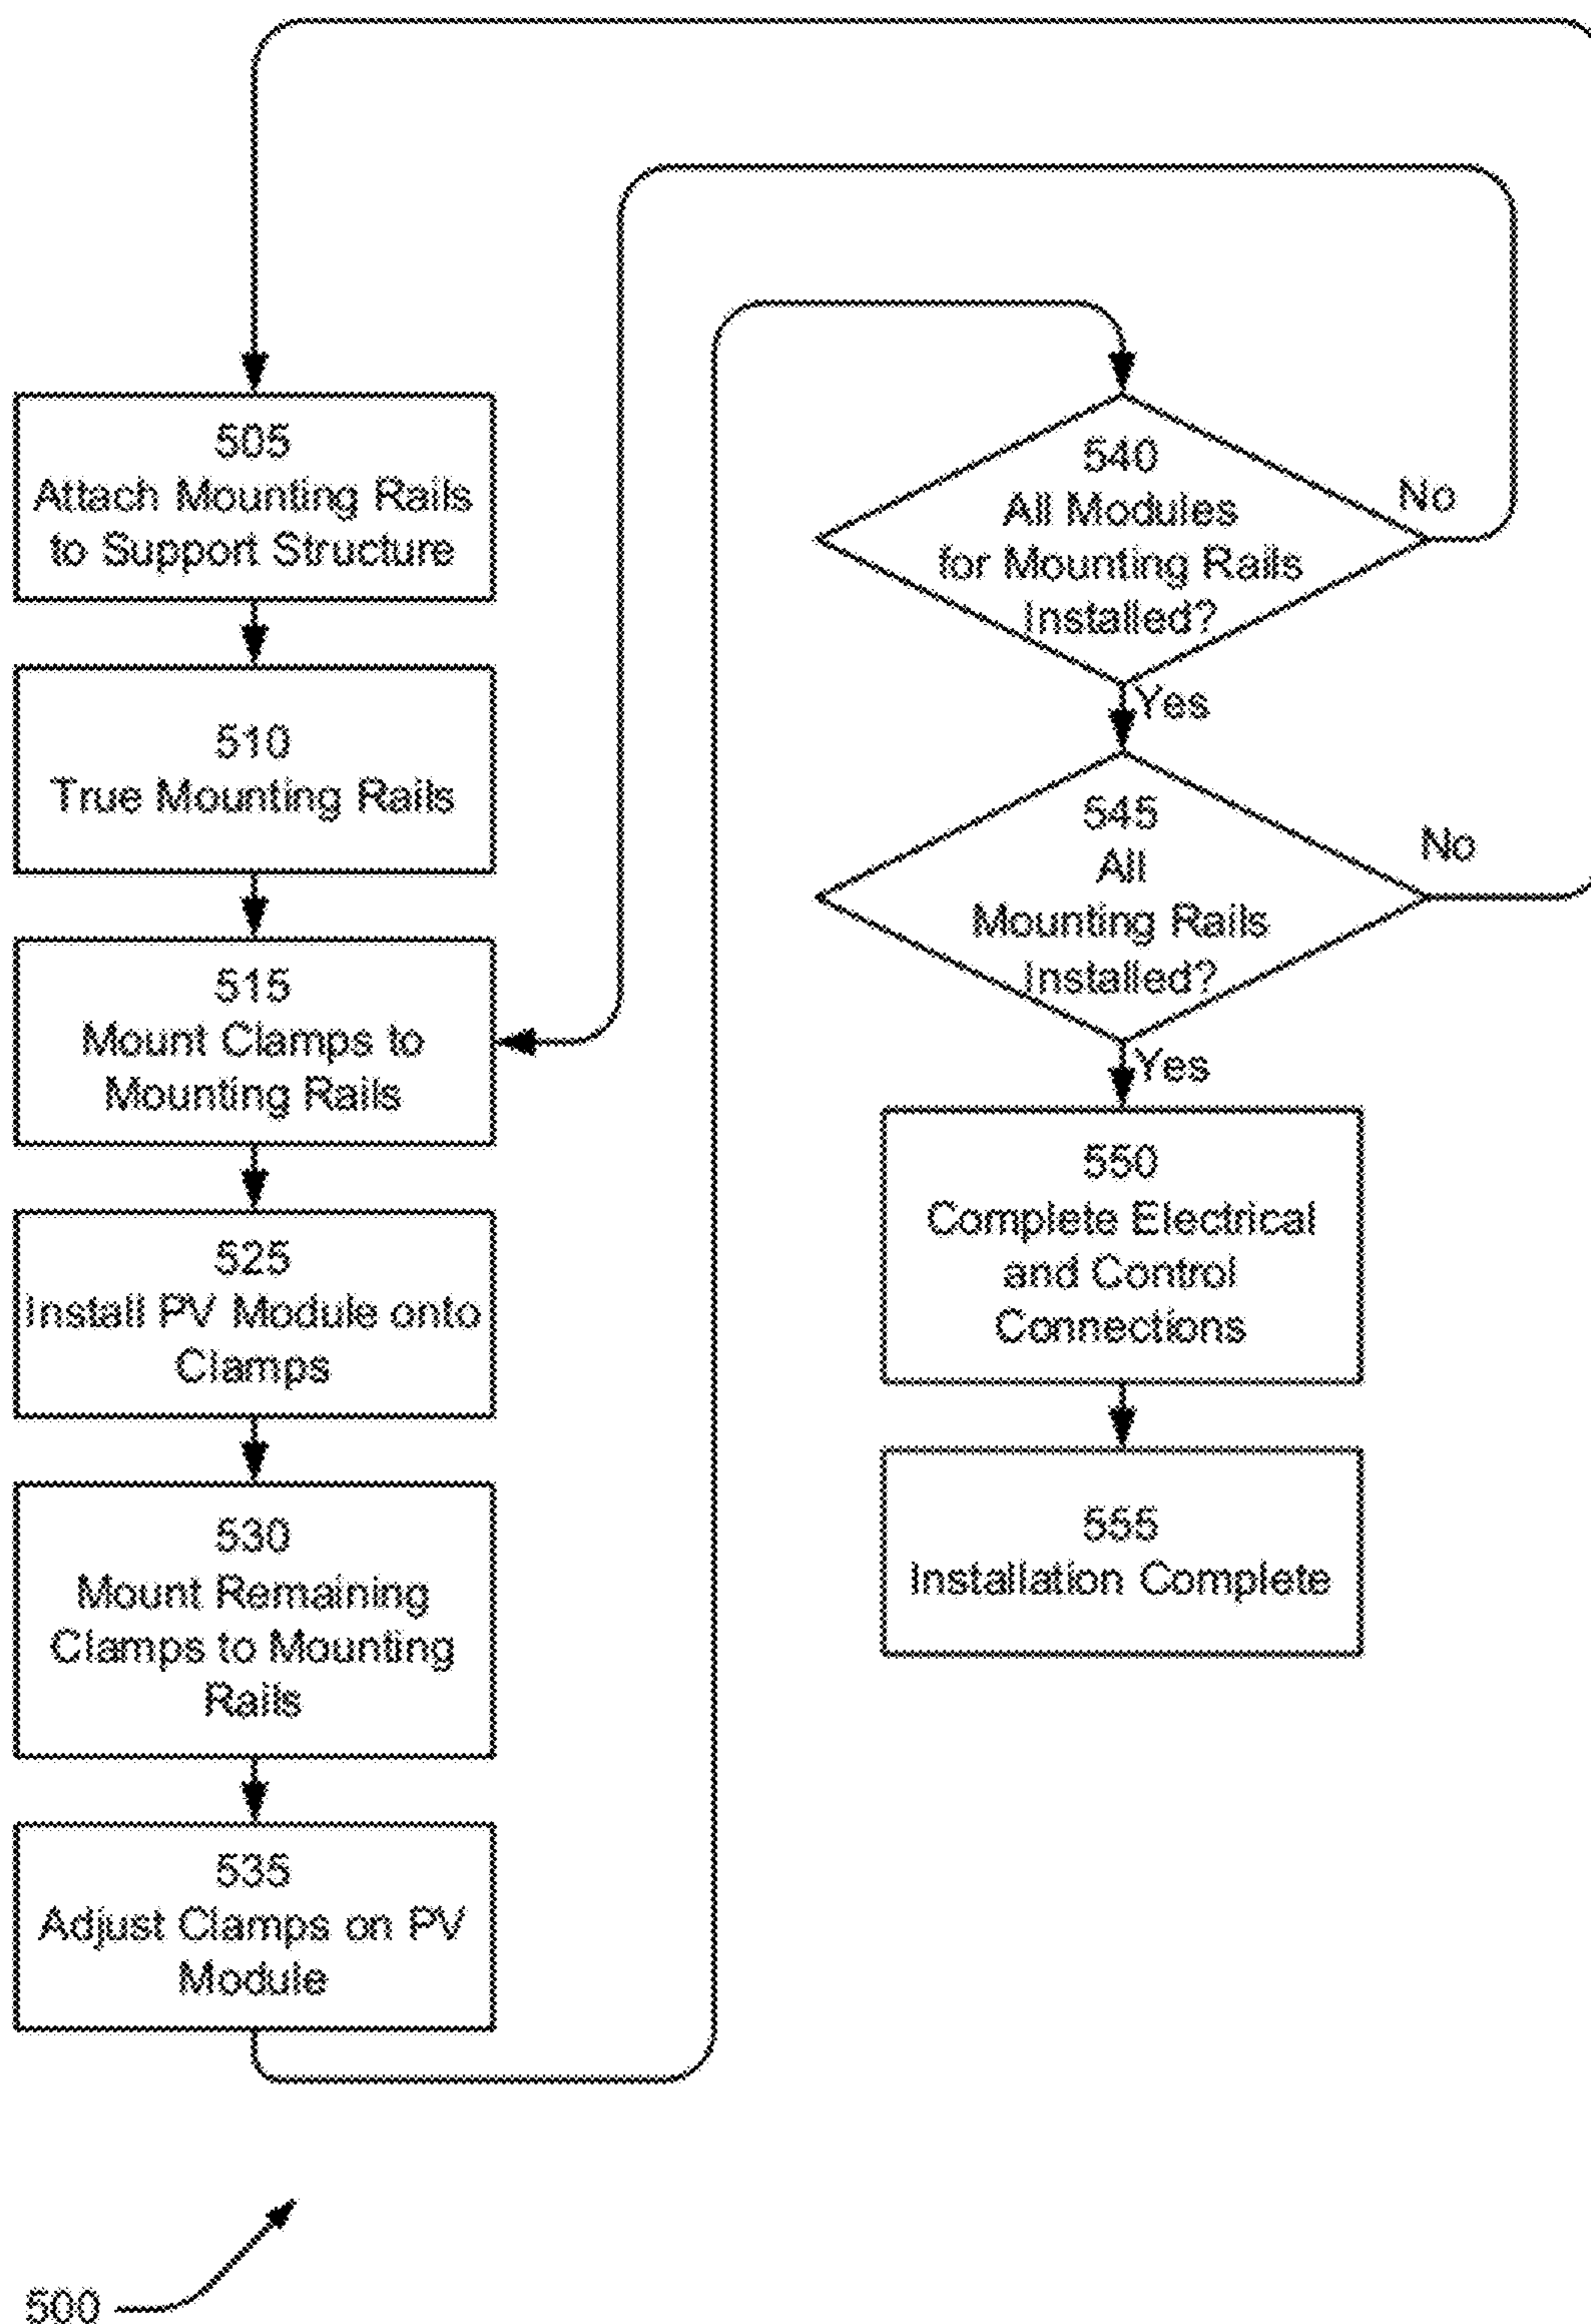 505
Attach Mounting Rails
to Support Structure
510
True Mounting Rails
515
Mount Clamps to
Mounting Rails
525
Install PV Module onto
Clamps
530
Mount Remaining
Clamps to Mounting
Rails
535
Adjust Clamps on PV
Module
540
All Modules
for Mounting Rails
Installed?
No
Yes
545
All
Mounting Rails
Installed?
No
Yes
550
Complete Electrical
and Control
Connections
555
Installation Complete
500